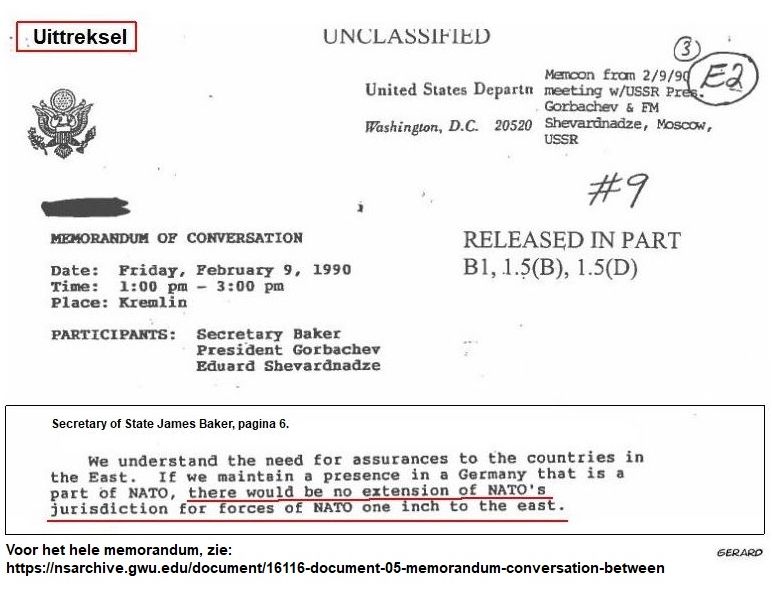 Uittreksel
UNCLASSIFIED
3
E2
United States Departm
Washington, D.C. 20520
Memcon from 2/9/90
meeting w/USSR Pres.
Gorbachev & FM
Shevardnadze, Moscow,
USSR
#9
MEMORANDUM OF CONVERSATION
RELEASED IN PART
B1, 1.5(B), 1.5(D)
Date: Friday, February 9, 1990
Time: 1:00 pm - 3:00 pm
Place: Kremlin
PARTICIPANTS: Secretary Baker
President Gorbachev
Eduard Shevardnadze
Secretary of State James Baker, pagina 6.
We understand the need for assurances to the countries in
the East. If we maintain a presence in a Germany that is a
part of NATO, there would be no extension of NATO's
jurisdiction for forces of NATO one inch to the east.
Voor het hele memorandum, zie:
https://nsarchive.gwu.edu/document/16116-document-05-memorandum-conversation-between
GERARD